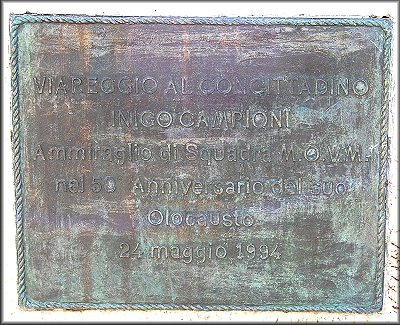 VIAREGGIO AL CONCITTADINO
INIGO CAMPIONI
Ammiraglio di Squadra M.O.V.M.
nel 50° Anniversario del suo
Olocausto
24 maggio 1994